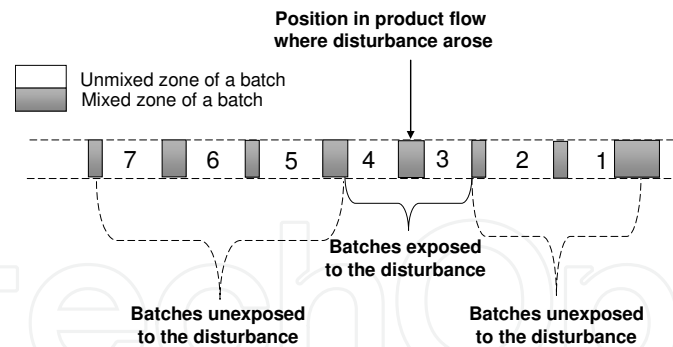 Position in product flow
where disturbance arose
Unmixed zone of a batch
Mixed zone of a batch
7 6 5 4 3 2 1
Batches exposed
to the disturbance
Batches unexposed
to the disturbance
Batches unexposed
to the disturbance